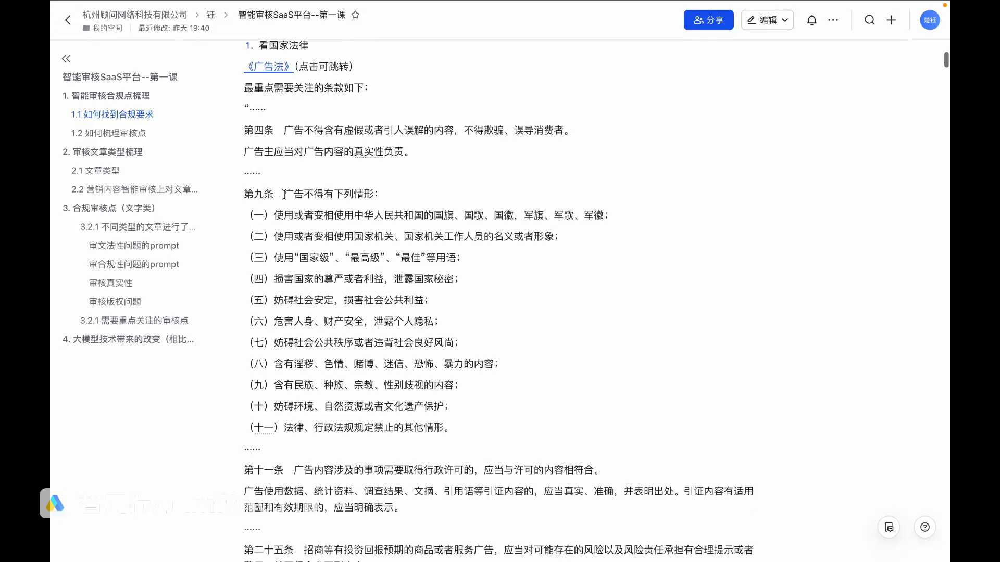 杭州顾问网络科技有限公司 > 钰 > 智能审核SaaS平台--第一课
我的空间 最近修改: 昨天 19:40
分享
编辑
楚钰
智能审核SaaS平台--第一课
1. 智能审核合规点梳理
1.1 如何找到合规要求
1.2 如何梳理审核点
2. 审核文章类型梳理
2.1 文章类型
2.2 营销内容智能审核上对文章...
3. 合规审核点（文字类）
3.2.1 不同类型的文章进行了...
审文法性问题的prompt
审合规性问题的prompt
审核真实性
审核版权问题
3.2.1 需要重点关注的审核点
4. 大模型技术带来的改变（相比...
1. 看国家法律
《广告法》(点击可跳转)
最重点需要关注的条款如下：
“......
第四条 广告不得含有虚假或者引人误解的内容，不得欺骗、误导消费者。
广告主应当对广告内容的真实性负责。
......
第九条 广告不得有下列情形：
（一）使用或者变相使用中华人民共和国的国旗、国歌、国徽，军旗、军歌、军徽；
（二）使用或者变相使用国家机关、国家机关工作人员的名义或者形象；
（三）使用“国家级”、“最高级”、“最佳”等用语；
（四）损害国家的尊严或者利益，泄露国家秘密；
（五）妨碍社会安定，损害社会公共利益；
（六）危害人身、财产安全，泄露个人隐私；
（七）妨碍社会公共秩序或者违背社会良好风尚；
（八）含有淫秽、色情、赌博、迷信、恐怖、暴力的内容；
（九）含有民族、种族、宗教、性别歧视的内容；
（十）妨碍环境、自然资源或者文化遗产保护；
（十一）法律、行政法规规定禁止的其他情形。
......
第十一条 广告内容涉及的事项需要取得行政许可的，应当与许可的内容相符合。
广告使用数据、统计资料、调查结果、文摘、引用语等引证内容的，应当真实、准确，并表明出处。引证内容有适用
范围和有效期限的，应当明确表示。
......
第二十五条 招商等有投资回报预期的商品或者服务广告，应当对可能存在的风险以及风险责任承担有合理提示或者